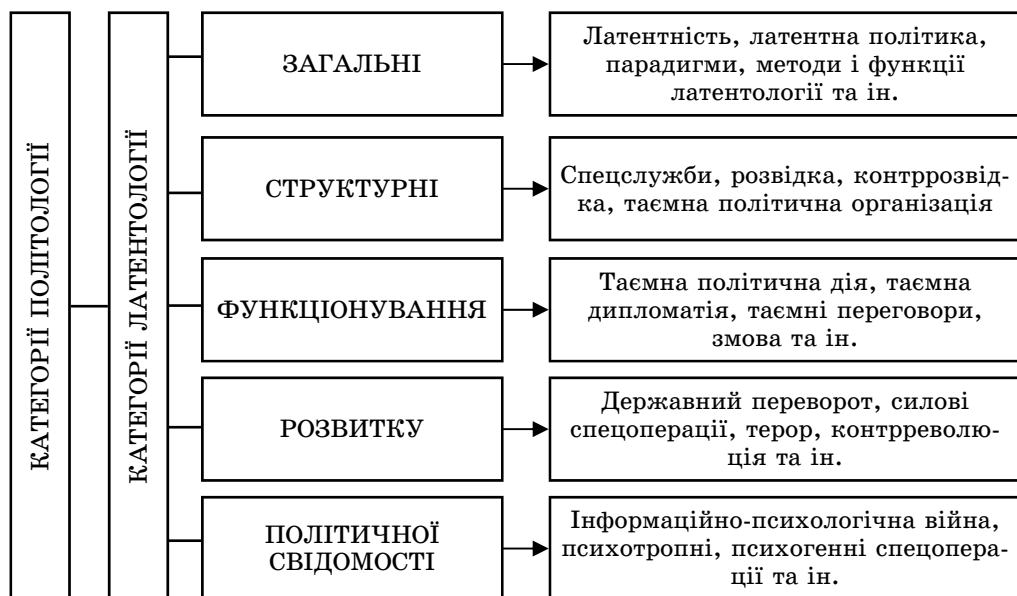 КАТЕГОРІЇ ПОЛІТОЛОГІЇ
КАТЕГОРІЇ ЛАТЕНТОЛОГІЇ
ЗАГАЛЬНІ
Латентність, латентна політика,
парадигми, методи і функції
латентології та ін.
СТРУКТУРНІ
Спецслужби, розвідка, контррозвід-
ка, таємна політична організація
ФУНКЦІОНУВАННЯ
Таємна політична дія, таємна
дипломатія, таємні переговори,
змова та ін.
РОЗВИТКУ
Державний переворот, силові
спецоперації, терор, контрреволю-
ція та ін.
ПОЛІТИЧНОЇ
СВІДОМОСТІ
Інформаційно-психологічна війна,
психотропні, психогенні спецопера-
ції та ін.